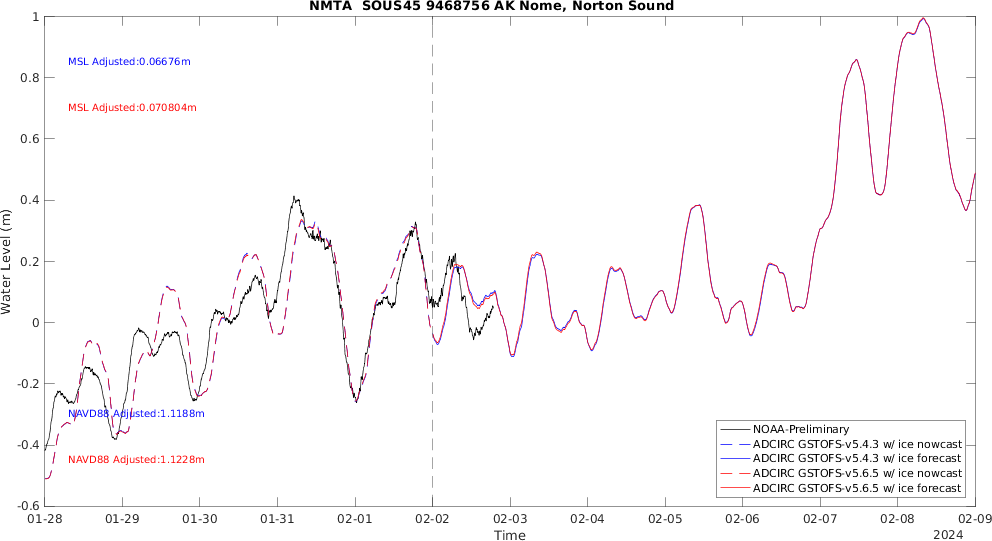 NMTA SOUS45 9468756 AK Nome, Norton Sound
1
0.8
0.6
0.4
0.2
0
-0.2
-0.4
-0.6
Water Level (m)
MSL Adjusted:0.06676m
MSL Adjusted:0.070804m
NAVD88 Adjusted:1.1188m
NAVD88 Adjusted:1.1228m
NOAA-Preliminary
ADCIRC GSTOFS-v5.4.3 w/ ice nowcast
ADCIRC GSTOFS-v5.4.3 w/ ice forecast
ADCIRC GSTOFS-v5.6.5 w/ ice nowcast
ADCIRC GSTOFS-v5.6.5 w/ ice forecast
01-28 01-29 01-30 01-31 02-01 02-02 02-03 02-04 02-05 02-06 02-07 02-08 02-09
Time
2024